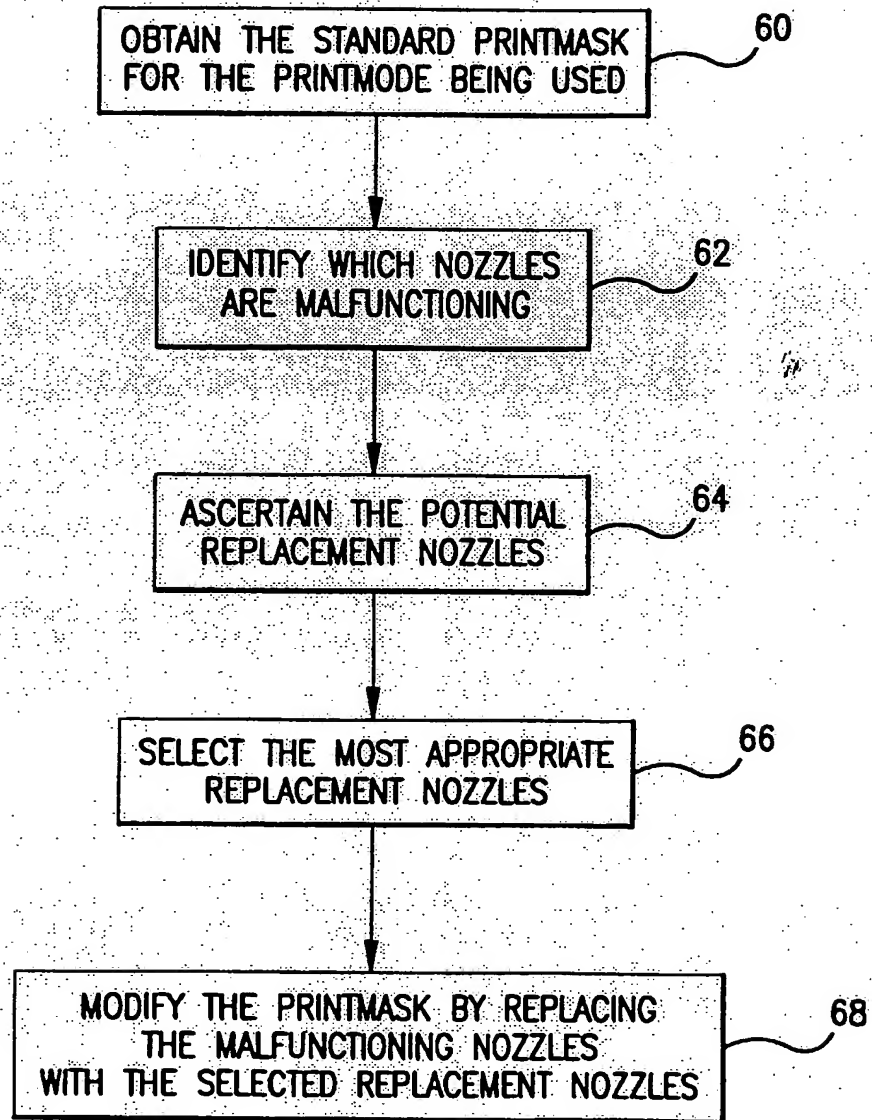 OBTAIN THE STANDARD PRINTMASK
FOR THE PRINTMODE BEING USED
60
IDENTIFY WHICH NOZZLES
ARE MALFUNCTIONING
62
ASCERTAIN THE POTENTIAL
REPLACEMENT NOZZLES
64
SELECT THE MOST APPROPRIATE
REPLACEMENT NOZZLES
66
MODIFY THE PRINTMASK BY REPLACING
THE MALFUNCTIONING NOZZLES
WITH THE SELECTED REPLACEMENT NOZZLES
68